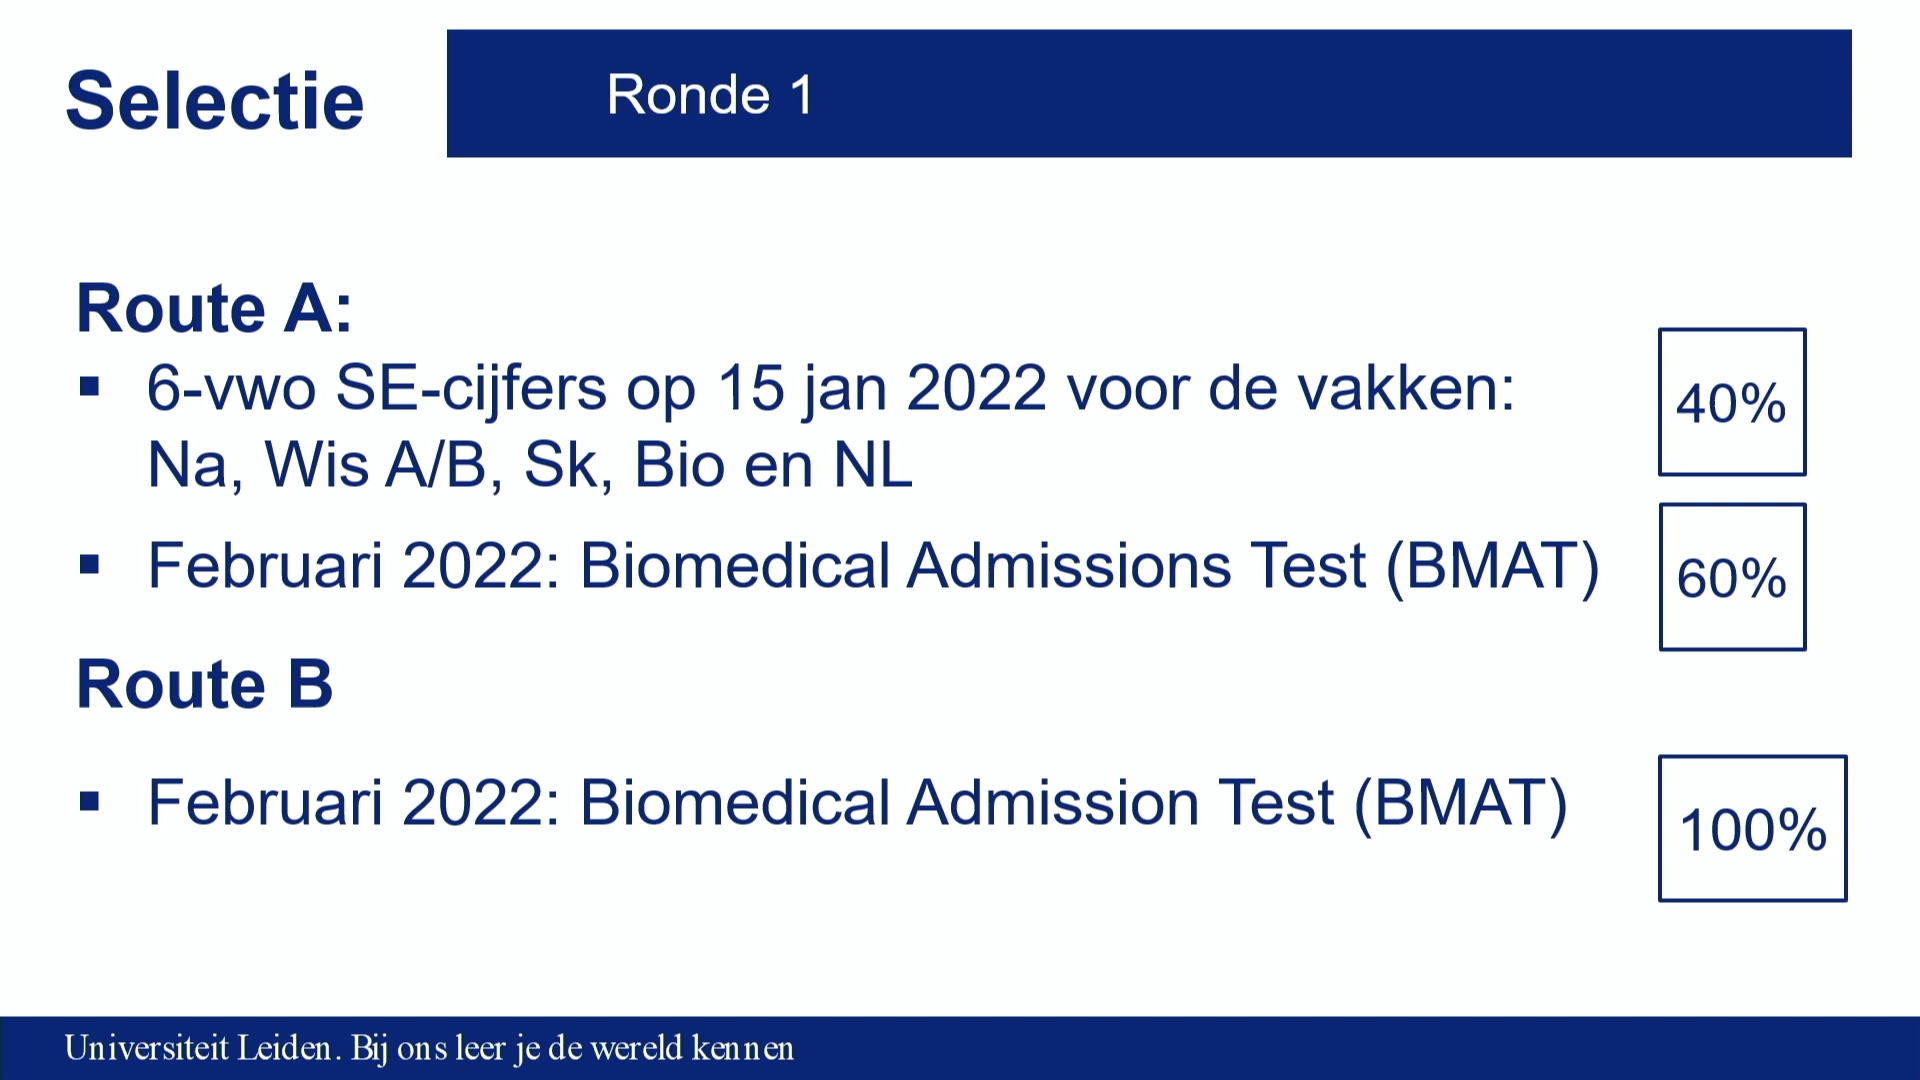 Selectie
Ronde 1
Route A:
▪ 6-vwo SE-cijfers op 15 jan 2022 voor de vakken:
Na, Wis A/B, Sk, Bio en NL
40%
▪ Februari 2022: Biomedical Admissions Test (BMAT)
60%
Route B
▪ Februari 2022: Biomedical Admission Test (BMAT)
100%
Universiteit Leiden. Bij ons leer je de wereld kennen